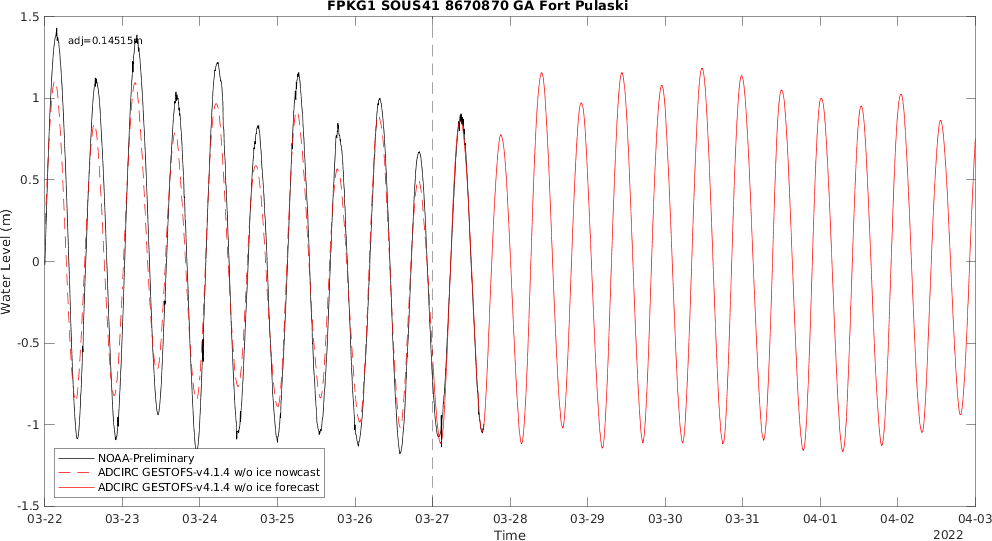 FPKG1 SOUS41 8670870 GA Fort Pulaski
adj=0.14515m
1.5
1
0.5
0
-0.5
-1
-1.5
Water Level (m)
NOAA-Preliminary
ADCIRC GESTOFS-v4.1.4 w/o ice nowcast
ADCIRC GESTOFS-v4.1.4 w/o ice forecast
03-22 03-23 03-24 03-25 03-26 03-27 03-28 03-29 03-30 03-31 04-01 04-02 04-03
Time
2022